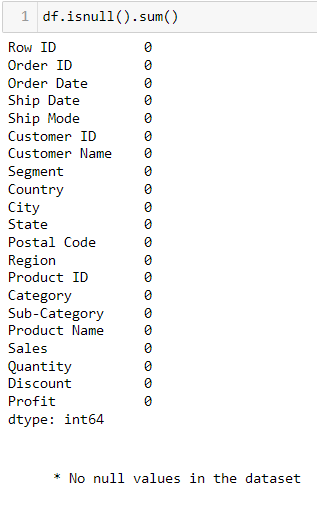 1 df.isnull().sum()
Row ID 0
Order ID 0
Order Date 0
Ship Date 0
Ship Mode 0
Customer ID 0
Customer Name 0
Segment 0
Country 0
City 0
State 0
Postal Code 0
Region 0
Product ID 0
Category 0
Sub-Category 0
Product Name 0
Sales 0
Quantity 0
Discount 0
Profit 0
dtype: int64
* No null values in the dataset